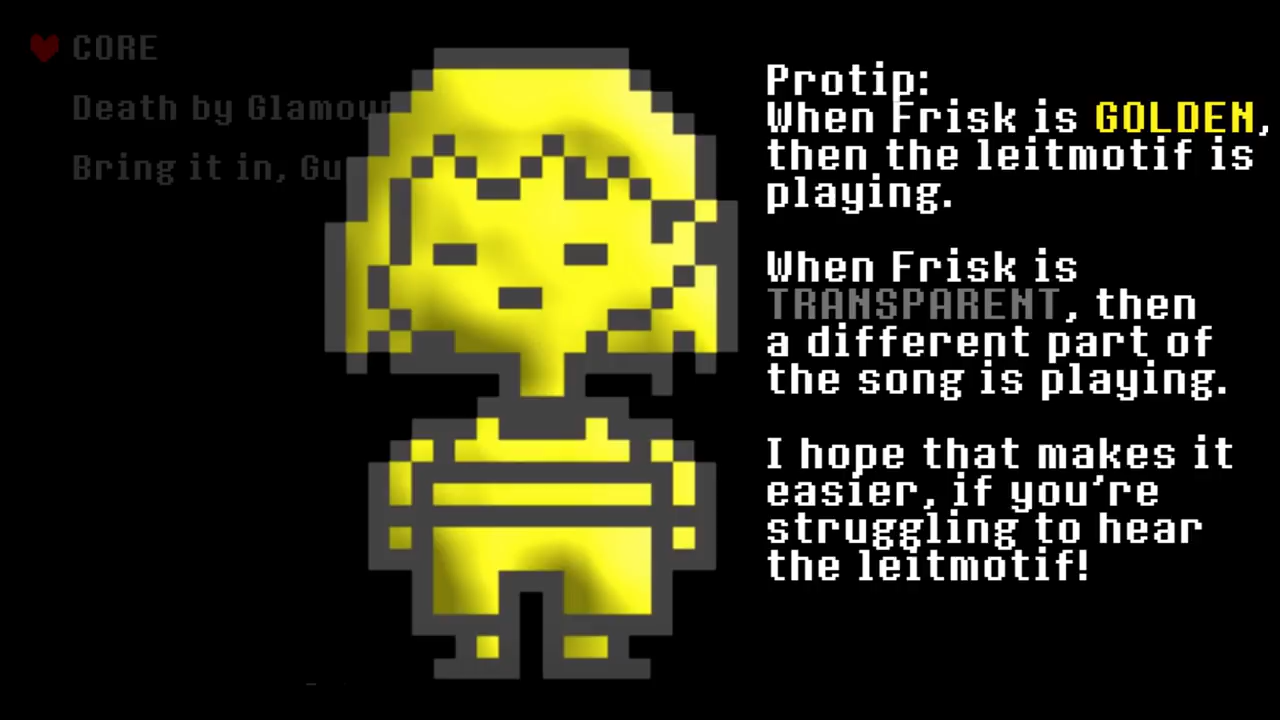 CORE
Death by Glamour
Bring it in,
Protip:
When Frisk is GOLDEN,
then the leitmotif is
playing.
When Frisk is
TRANSPARENT, then
a different part of
the song is playing.
I hope that makes it
easier, if you're
struggling to hear
the leitmotif!